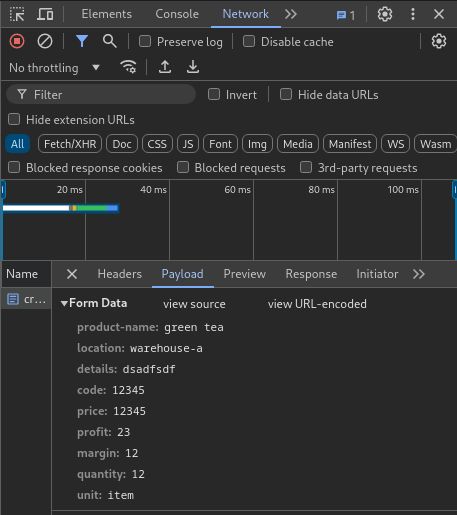 Elements Console Network 1
Preserve log Disable cache
No throttling
Filter Invert Hide data URLs
Hide extension URLs
All Fetch/XHR Doc CSS JS Font Img Media Manifest WS Wasm
Blocked response cookies Blocked requests 3rd-party requests
20 ms 40 ms 60 ms 80 ms 100 ms
Name Headers Payload Preview Response Initiator
cr…
Form Data view source view URL-encoded
product-name: green tea
location: warehouse-a
details: dsadfsdf
code: 12345
price: 12345
profit: 23
margin: 12
quantity: 12
unit: item